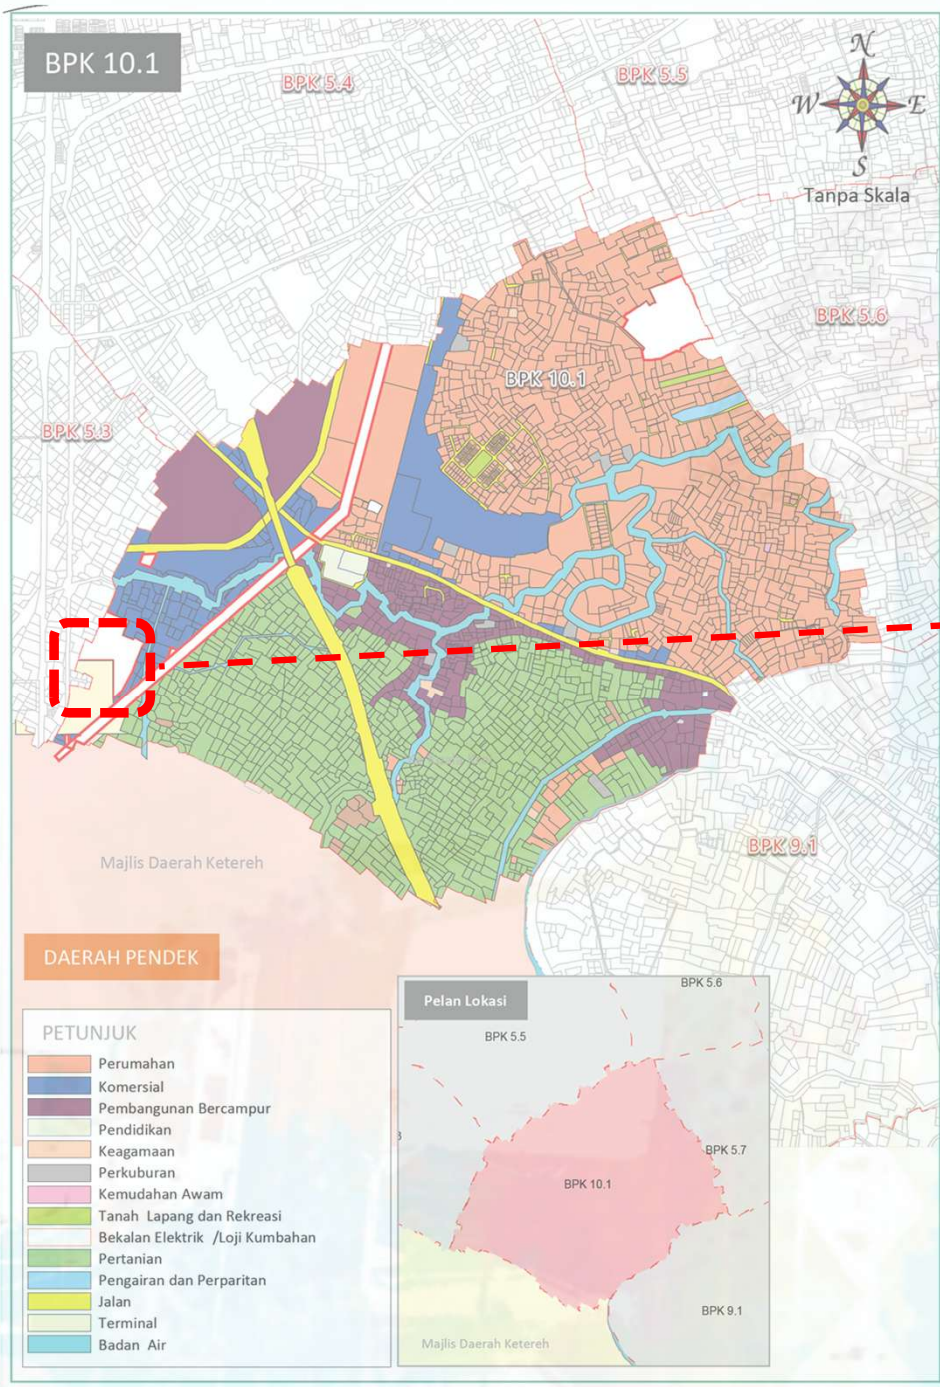 BPK 10.1
BPK 5.4
BPK 5.5
N
W
E
S
Tanpa Skala
BPK 5.6
BPK 10.1
BPK 5.3
BPK 9.1
Majlis Daerah Ketereh
DAERAH PENDEK
PETUNJUK
Perumahan
Komersial
Pembangunan Bercampur
Pendidikan
Keagamaan
Perkuburan
Kemudahan Awam
Tanah Lapang dan Rekreasi
Bekalan Elektrik /Loji Kumbahan
Pertanian
Pengairan dan Perparitan
Jalan
Terminal
Badan Air
Pelan Lokasi
BPK 5.6
BPK 5.5
3
BPK 5.7
BPK 10.1
BPK 9.1
Majlis Daerah Ketereh